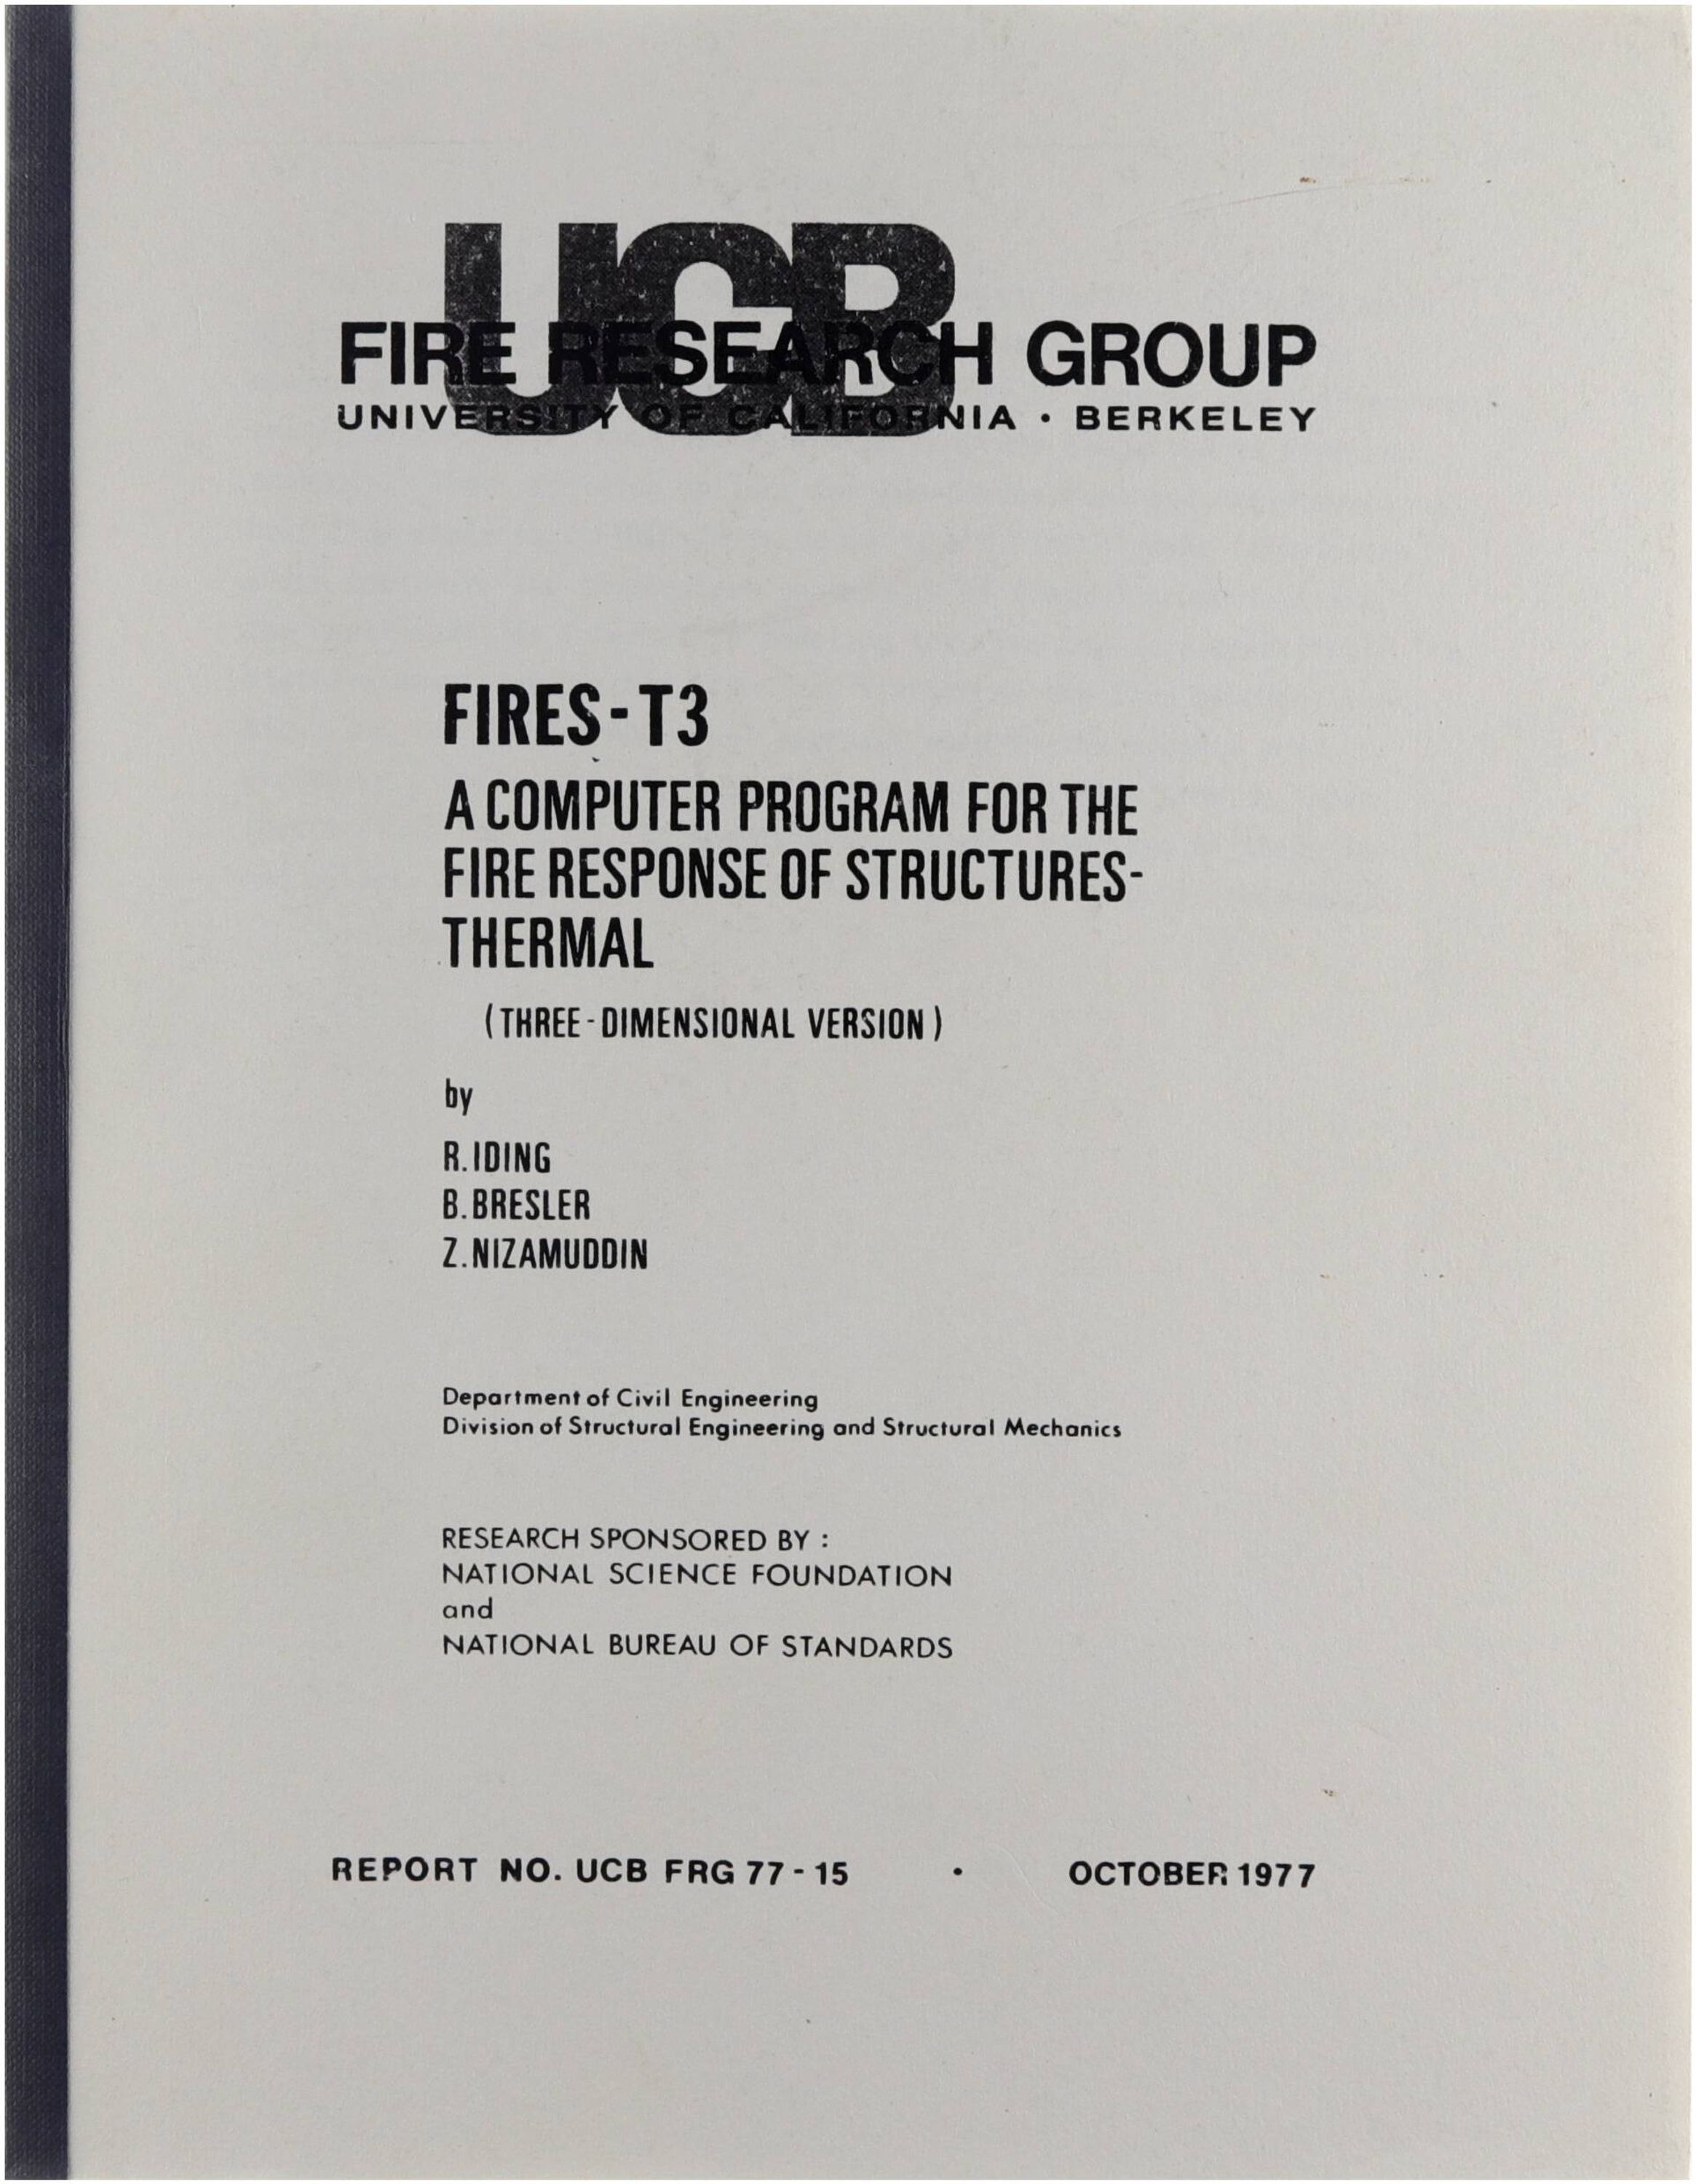 UCB
FIRE RESEARCH GROUP
UNIVERSITY OF CALIFORNIA • BERKELEY
FIRES-T3
A COMPUTER PROGRAM FOR THE
FIRE RESPONSE OF STRUCTURES-
THERMAL
(THREE-DIMENSIONAL VERSION)
by
R. IDING
B. BRESLER
Z. NIZAMUDDIN
Department of Civil Engineering
Division of Structural Engineering and Structural Mechanics
RESEARCH SPONSORED BY :
NATIONAL SCIENCE FOUNDATION
and
NATIONAL BUREAU OF STANDARDS
REPORT NO. UCB FRG 77-15 • OCTOBER 1977